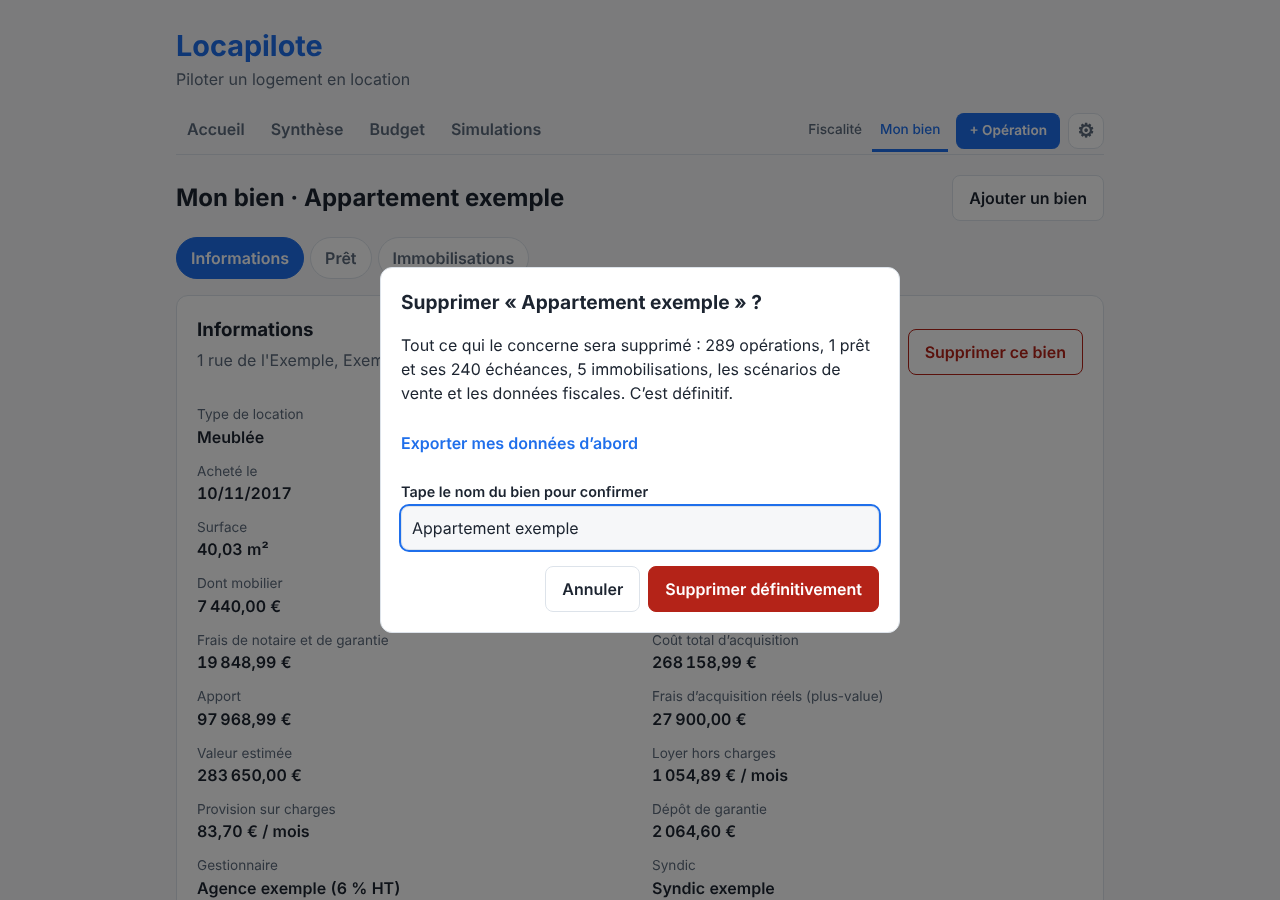 Locapilote
Piloter un logement en location
Accueil Synthèse Budget Simulations Fiscalité Mon bien + Opération
Mon bien · Appartement exemple Ajouter un bien
Informations Prêt Immobilisations
Supprimer « Appartement exemple » ?
Tout ce qui le concerne sera supprimé : 289 opérations, 1 prêt
et ses 240 échéances, 5 immobilisations, les scénarios de
vente et les données fiscales. C’est définitif.
Exporter mes données d’abord
Tape le nom du bien pour confirmer
Appartement exemple
Annuler Supprimer définitivement
Informations
1 rue de l'Exemple,
Supprimer ce bien
Type de location
Meublée
Acheté le
10/11/2017
Surface
40,03 m²
Dont mobilier
7 440,00 €
Frais de notaire et de garantie Coût total d’acquisition
19 848,99 € 268 158,99 €
Apport Frais d’acquisition réels (plus-value)
97 968,99 € 27 900,00 €
Valeur estimée Loyer hors charges
283 650,00 € 1 054,89 € / mois
Provision sur charges Dépôt de garantie
83,70 € / mois 2 064,60 €
Gestionnaire Syndic
Agence exemple (6 % HT) Syndic exemple